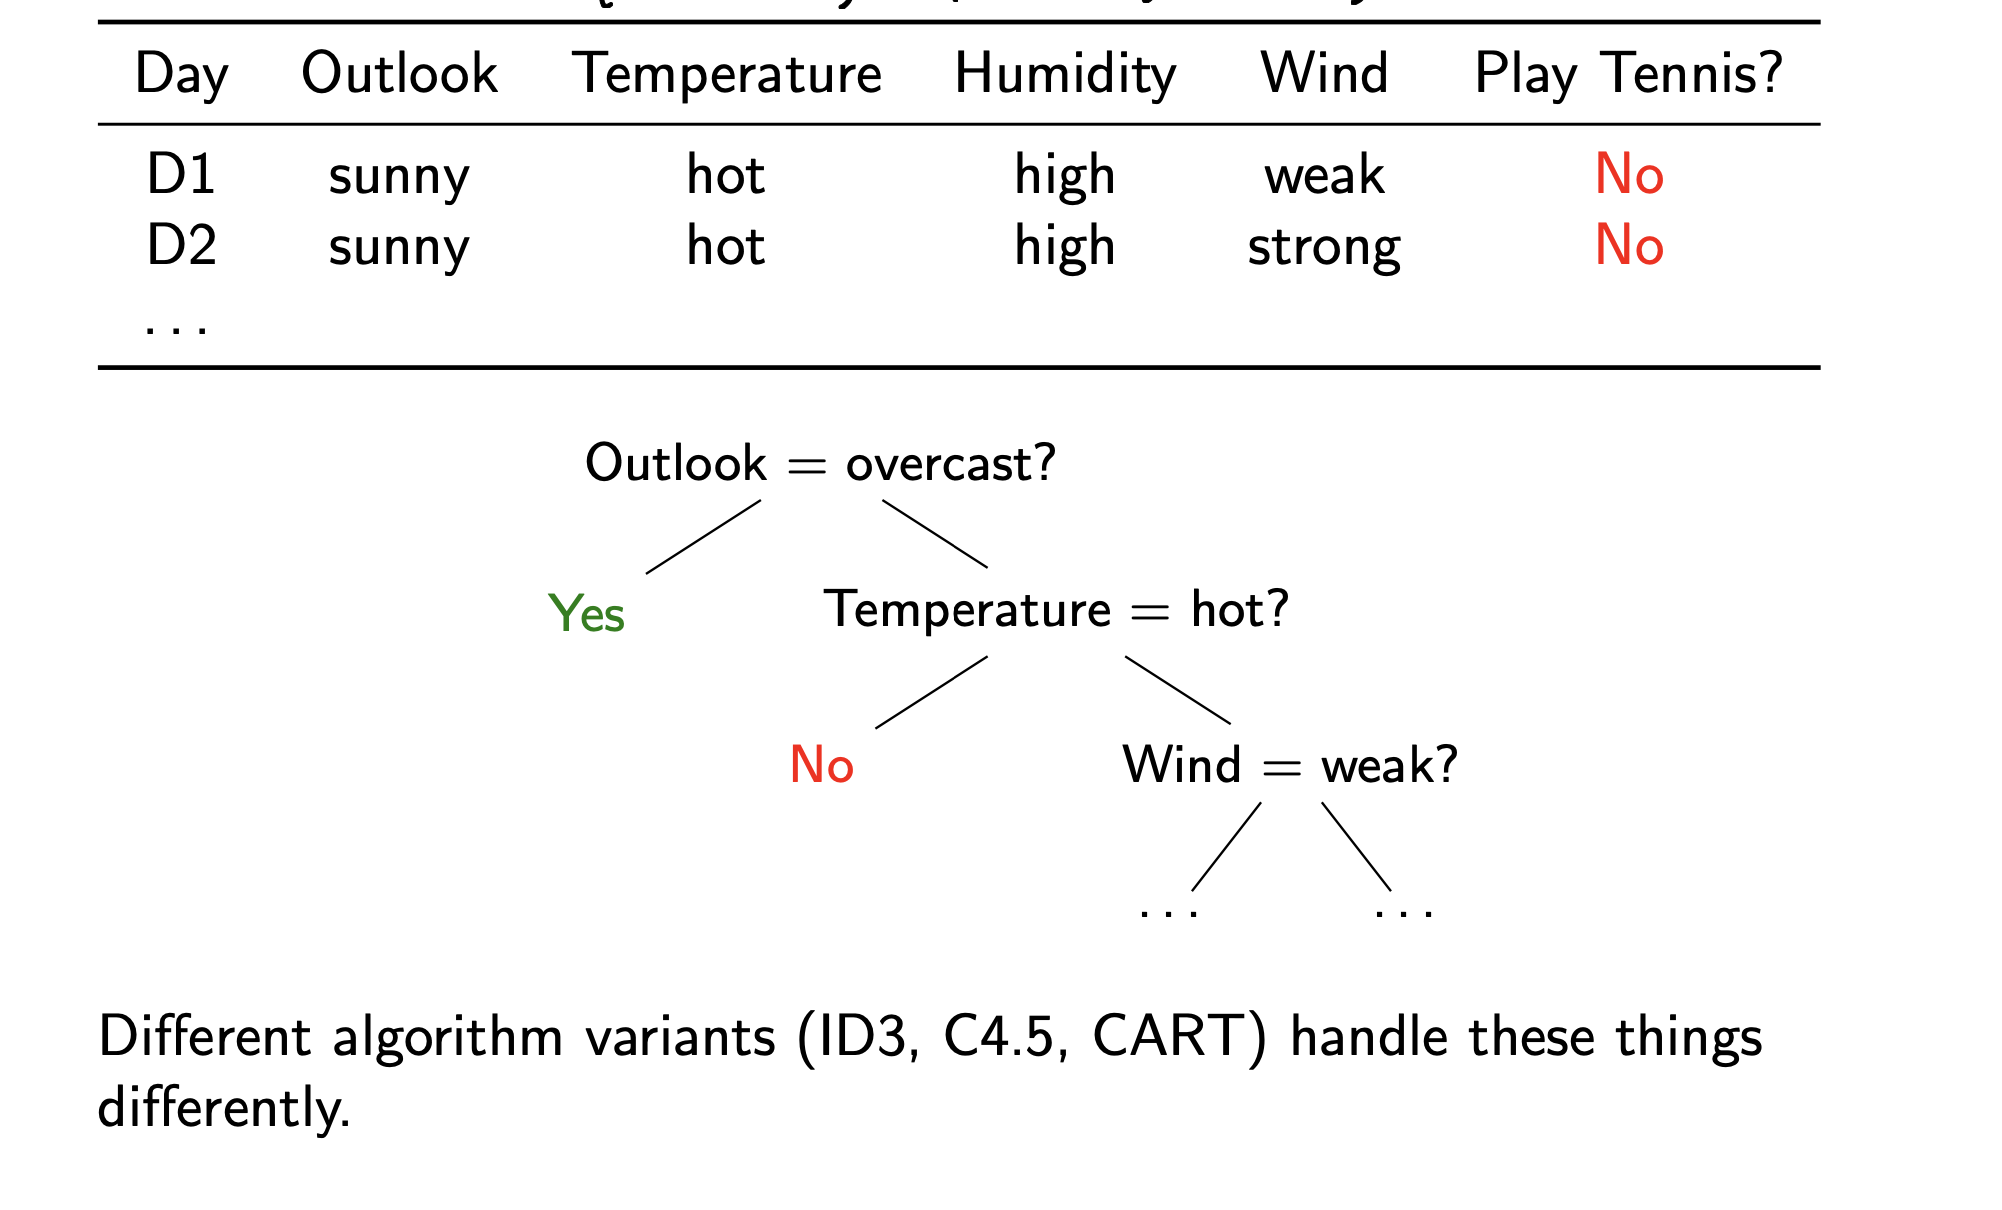 Day Outlook Temperature Humidity Wind Play Tennis?
D1 sunny hot high weak No
D2 sunny hot high strong No
...
Outlook = overcast?
Yes Temperature = hot?
No Wind = weak?
... ...
Different algorithm variants (ID3, C4.5, CART) handle these things
differently.